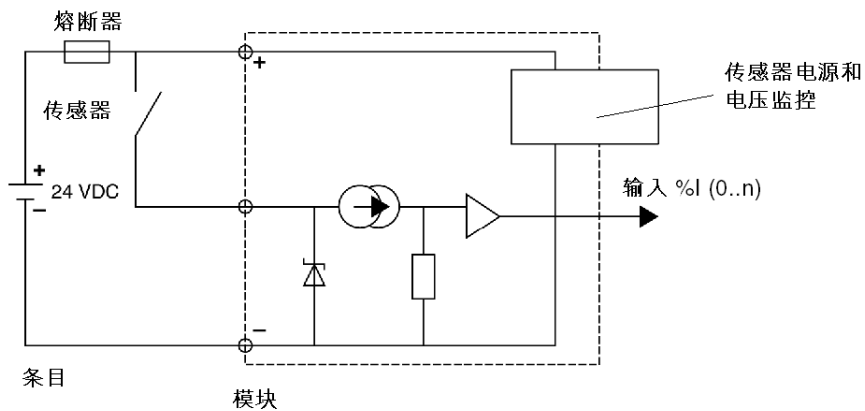 熔断器
+
传感器
传感器电源和
电压监控
+
24 VDC
−
输入 %I (0..n)
−
条目
模块